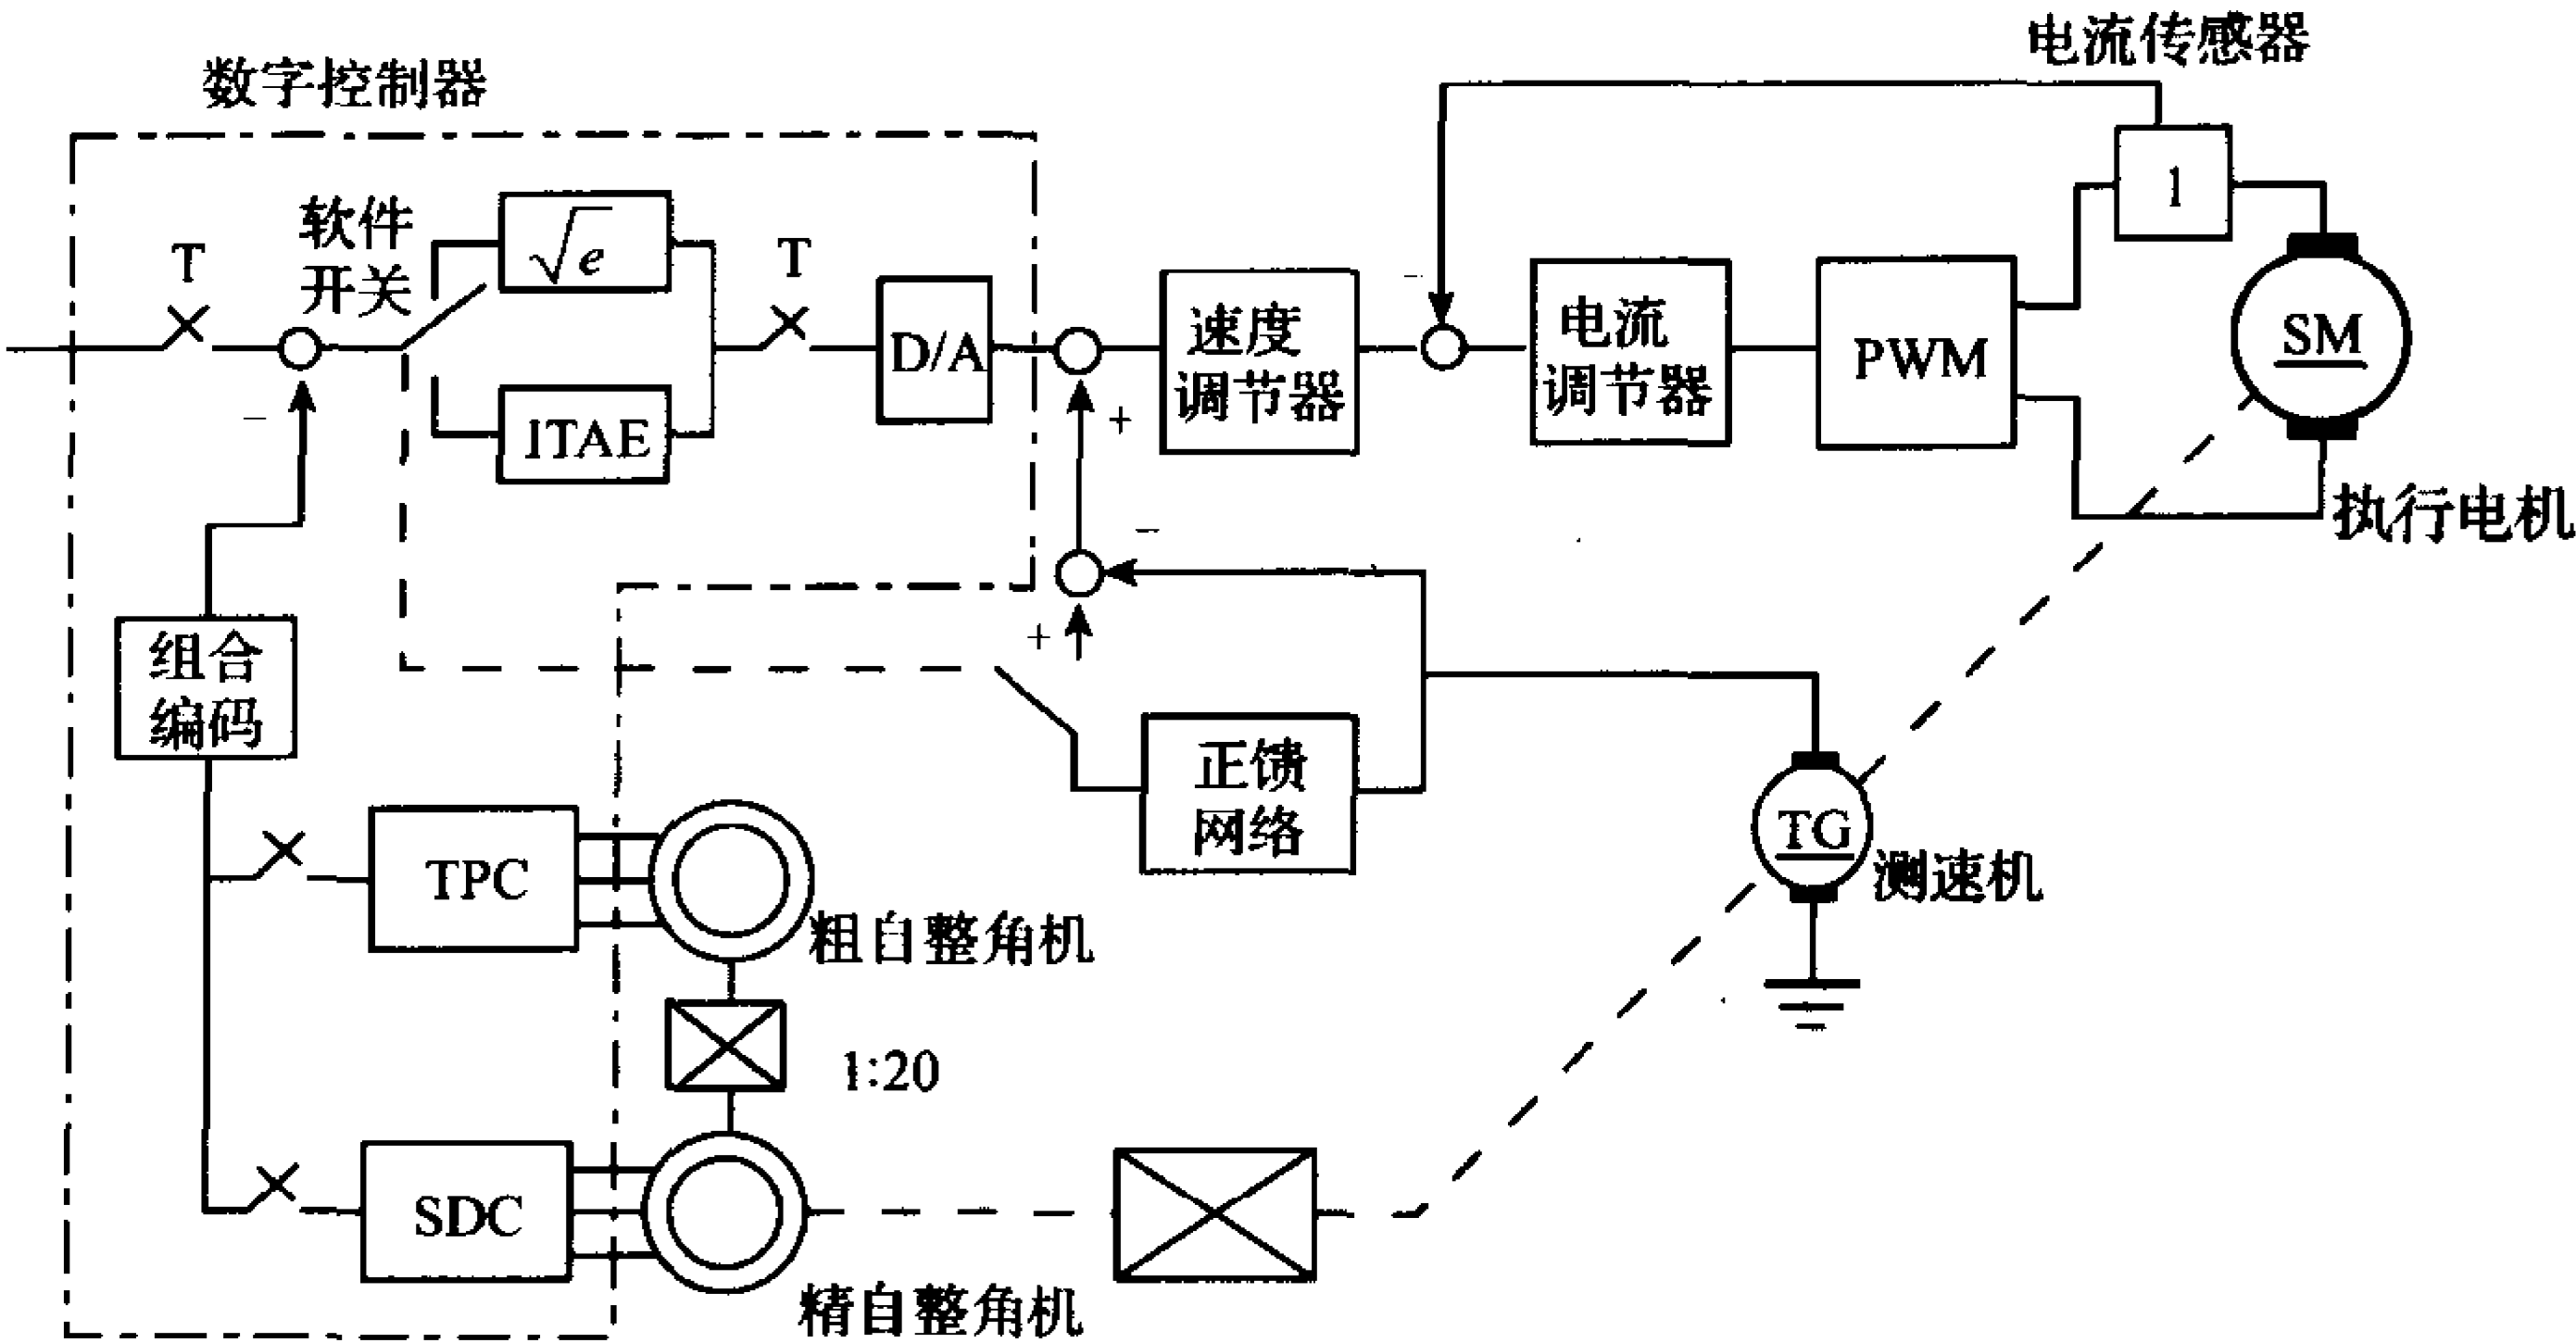 电流传感器
数字控制器
1
软件
开关
√e
T
T
-
SM
D/A
速度
调节器
电流
调节器
PWM
ITAE
-
+
执行电机
-
组合
编码
+
正馈
网络
TG
测速机
TPC
粗自整角机
1:20
SDC
精自整角机